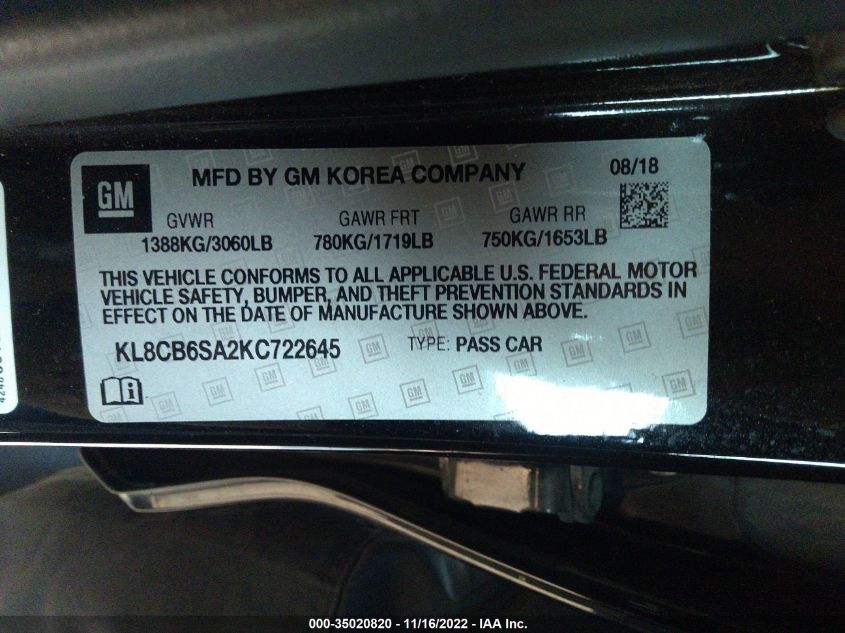 GM MFD BY GM KOREA COMPANY 08/18
GVWR GAWR FRT GAWR RR
1388KG/3060LB 780KG/1719LB 750KG/1653LB
THIS VEHICLE CONFORMS TO ALL APPLICABLE U.S. FEDERAL MOTOR
VEHICLE SAFETY, BUMPER, AND THEFT PREVENTION STANDARDS IN
EFFECT ON THE DATE OF MANUFACTURE SHOWN ABOVE.
KL8CB6SA2KC722645 TYPE: PASS CAR
000-35020820 - 11/16/2022 - IAA Inc.